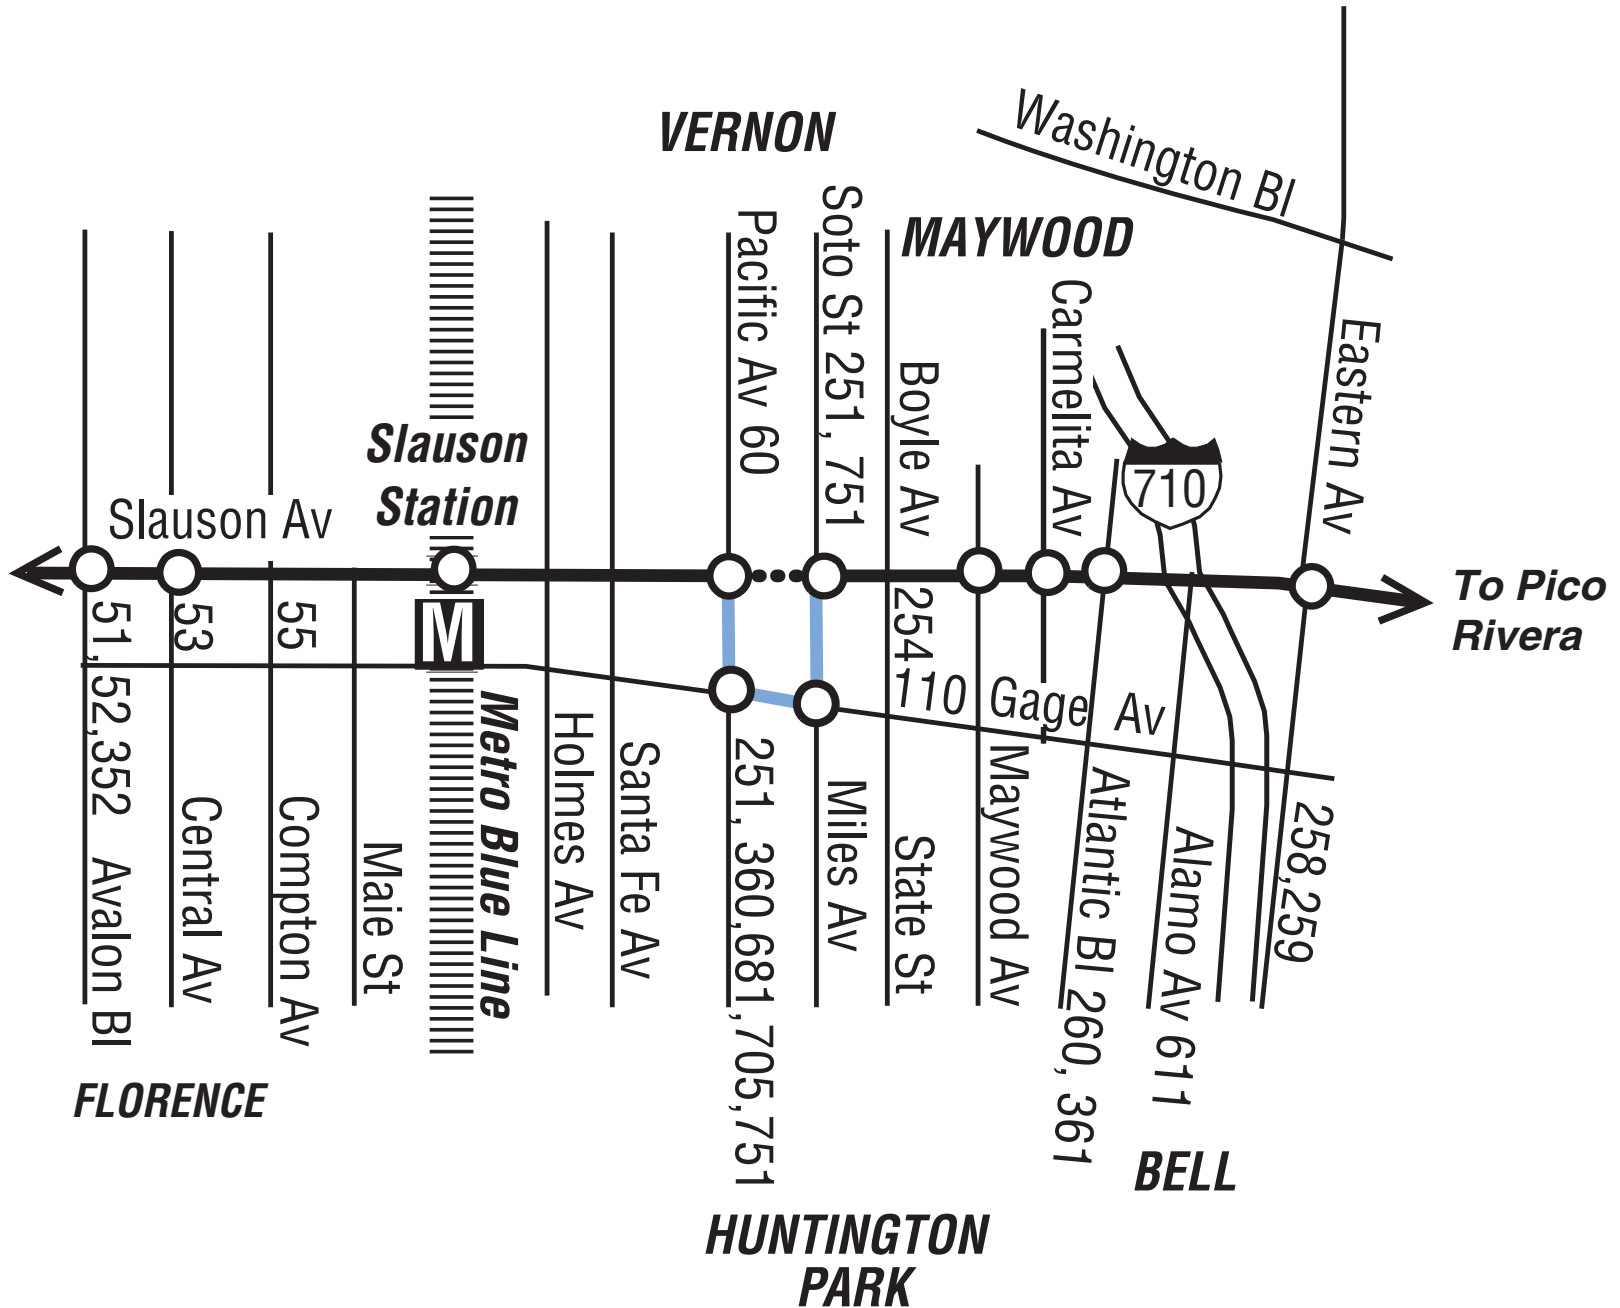 VERNON
Washington Bl
MAYWOOD
Pacific Av 60
Soto St 251, 751
Boyle Av
Carmelita Av
Eastern Av
710
Slauson
Station
Slauson Av
To Pico
Rivera
M
51,52,352 Avalon Bl
53
Central Av
55
Compton Av
Maie St
Metro Blue Line
Holmes Av
Santa Fe Av
251, 360,681,705,751
Miles Av
254
State St
110 Gage Av
Maywood Av
Atlantic Bl 260, 361
Alamo Av 611
258,259
FLORENCE
BELL
HUNTINGTON
PARK